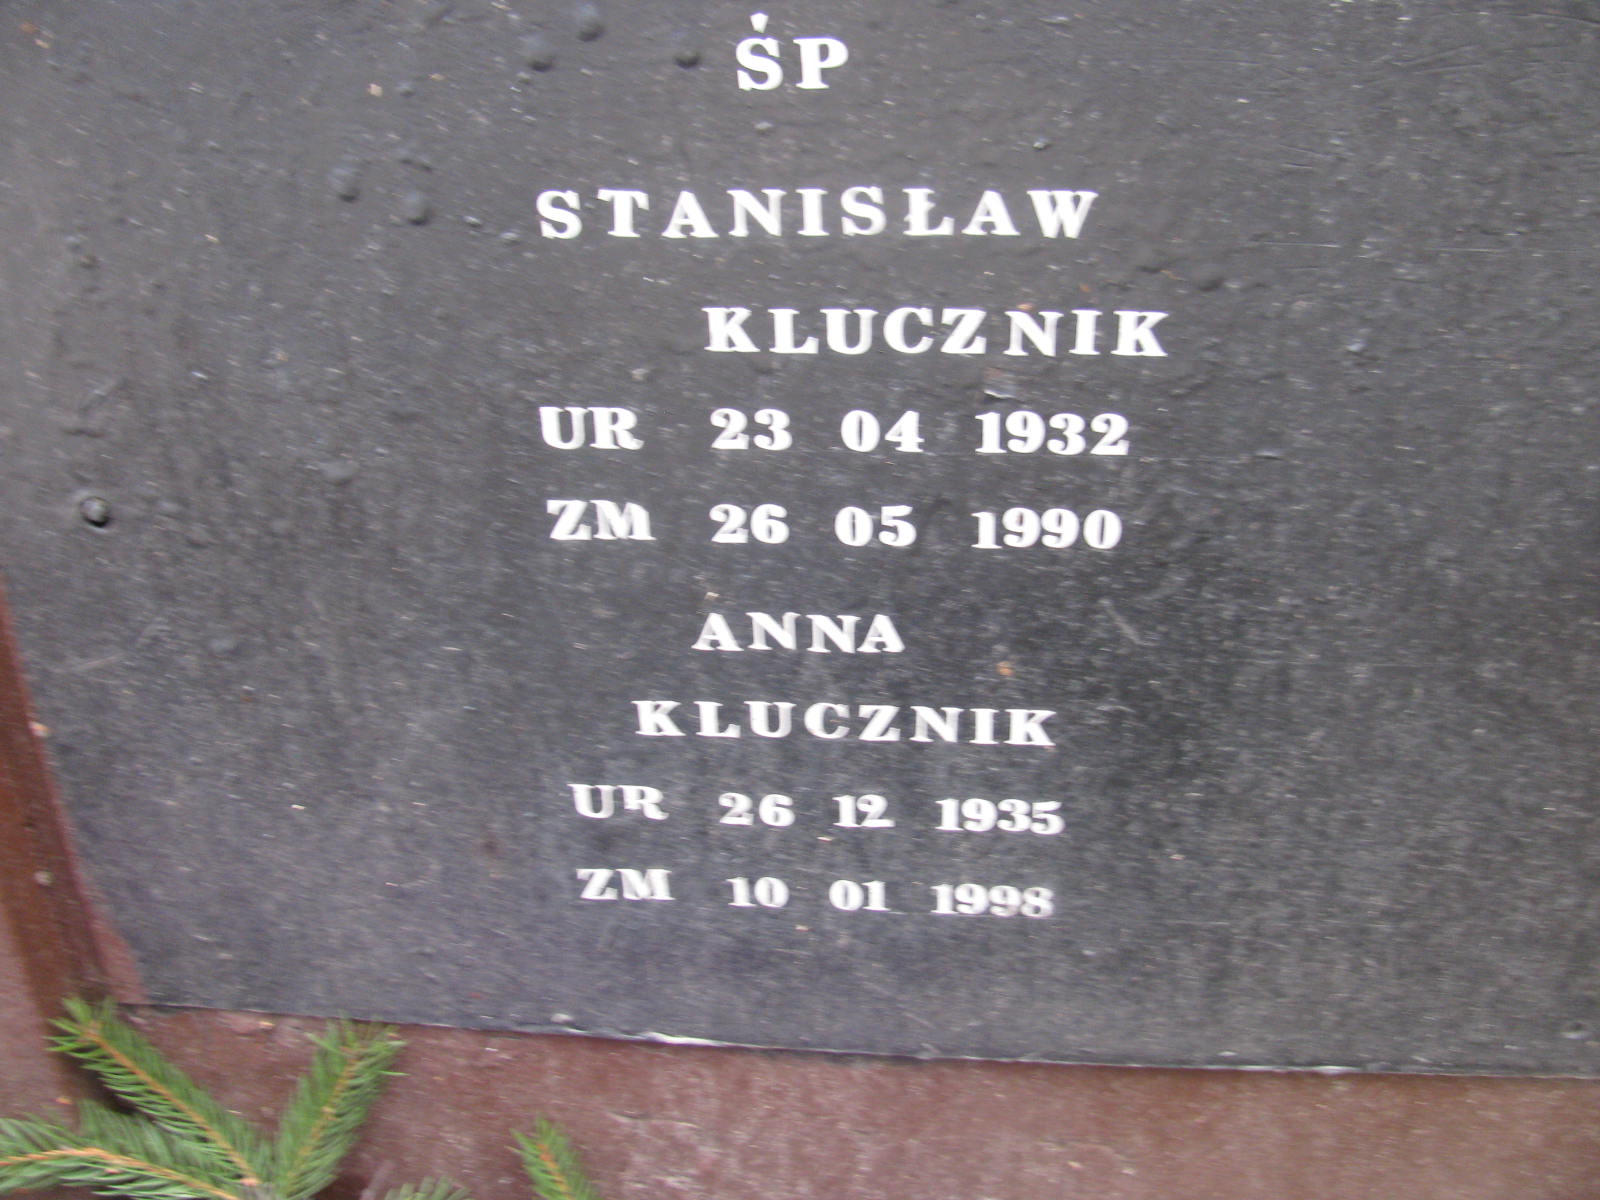 ŚP
STANISŁAW
KLUCZNIK
UR 23 04 1932
ZM 26 05 1990
ANNA
KLUCZNIK
UR 26 12 1935
ZM 10 01 1998